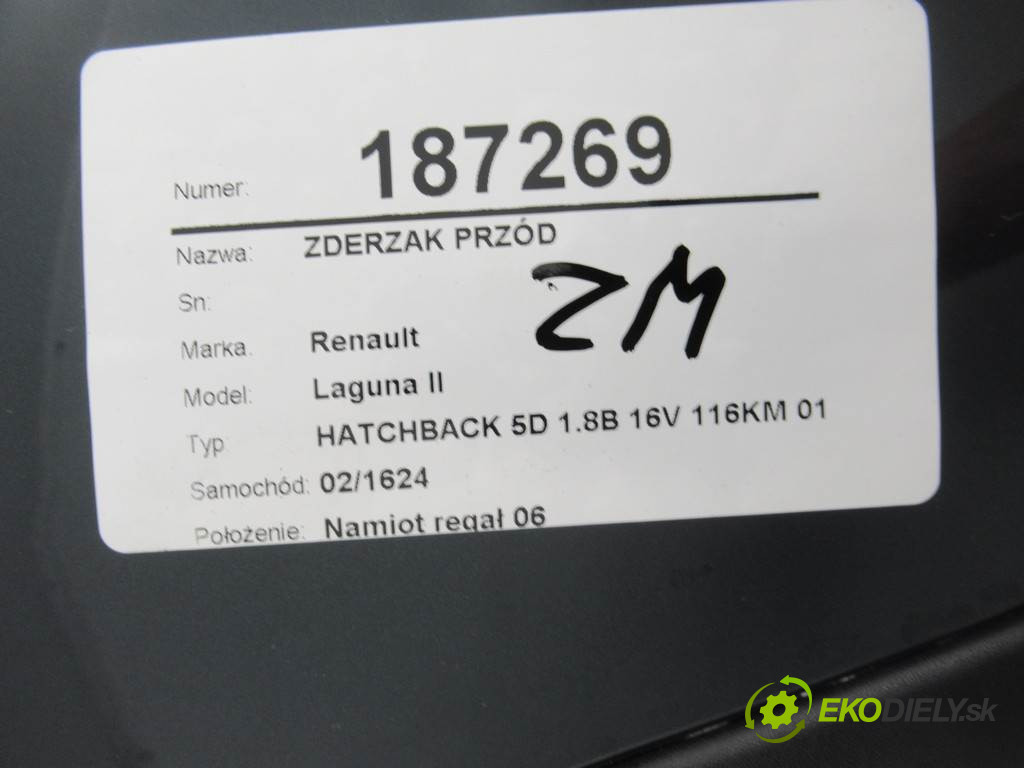 Numer: 187269
Nazwa: ZDERZAK PRZÓD
ZM
Sn:
Marka. Renault
Model: Laguna II
Typ HATCHBACK 5D 1.8B 16V 116KM 01
Samochód: 02/1624
Położenie: Namiot regał 06
EKODIELY.sk